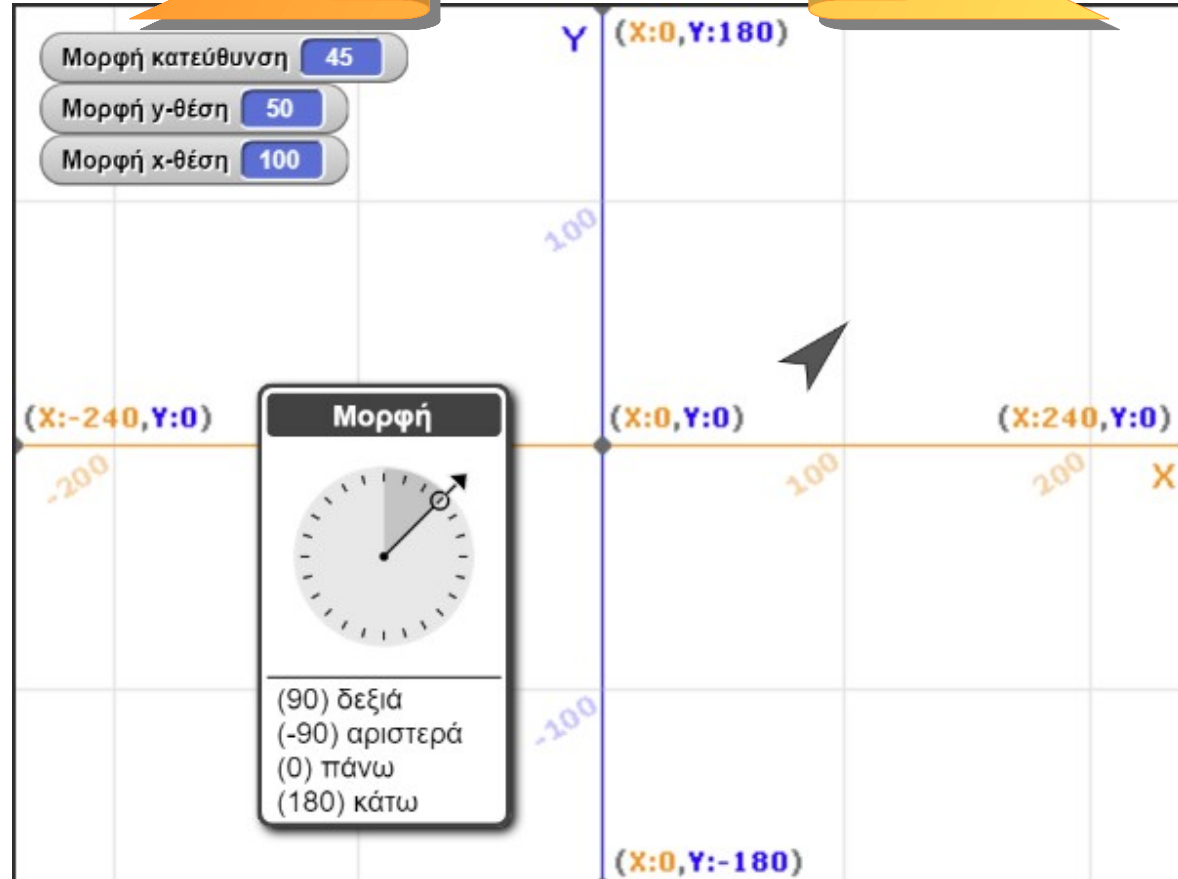 Μορφή κατεύθυνση 45
Μορφή y-θέση 50
Μορφή x-θέση 100
Y (X:0,Y:180)
100
(X:-240,Y:0)
(X:0,Y:0)
(X:240,Y:0)
-200
100
200
X
Μορφή
(90) δεξιά
(-90) αριστερά
(0) πάνω
(180) κάτω
-100
(X:0,Y:-180)